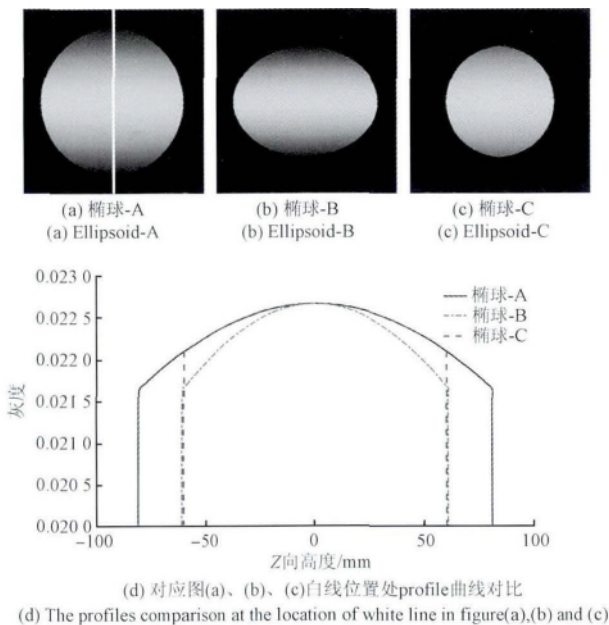 (a) 椭球-A
(a) Ellipsoid-A
(b) 椭球-B
(b) Ellipsoid-B
(c) 椭球-C
(c) Ellipsoid-C
0.023 0
0.022 5
0.022 0
0.021 5
0.021 0
0.020 5
0.020 0
灰度
椭球-A
椭球-B
椭球-C
-100
-50
0
50
100
Z向高度/mm
(d) 对应图(a)、(b)、(c)白线位置处profile曲线对比
(d) The profiles comparison at the location of white line in figure(a),(b) and (c)